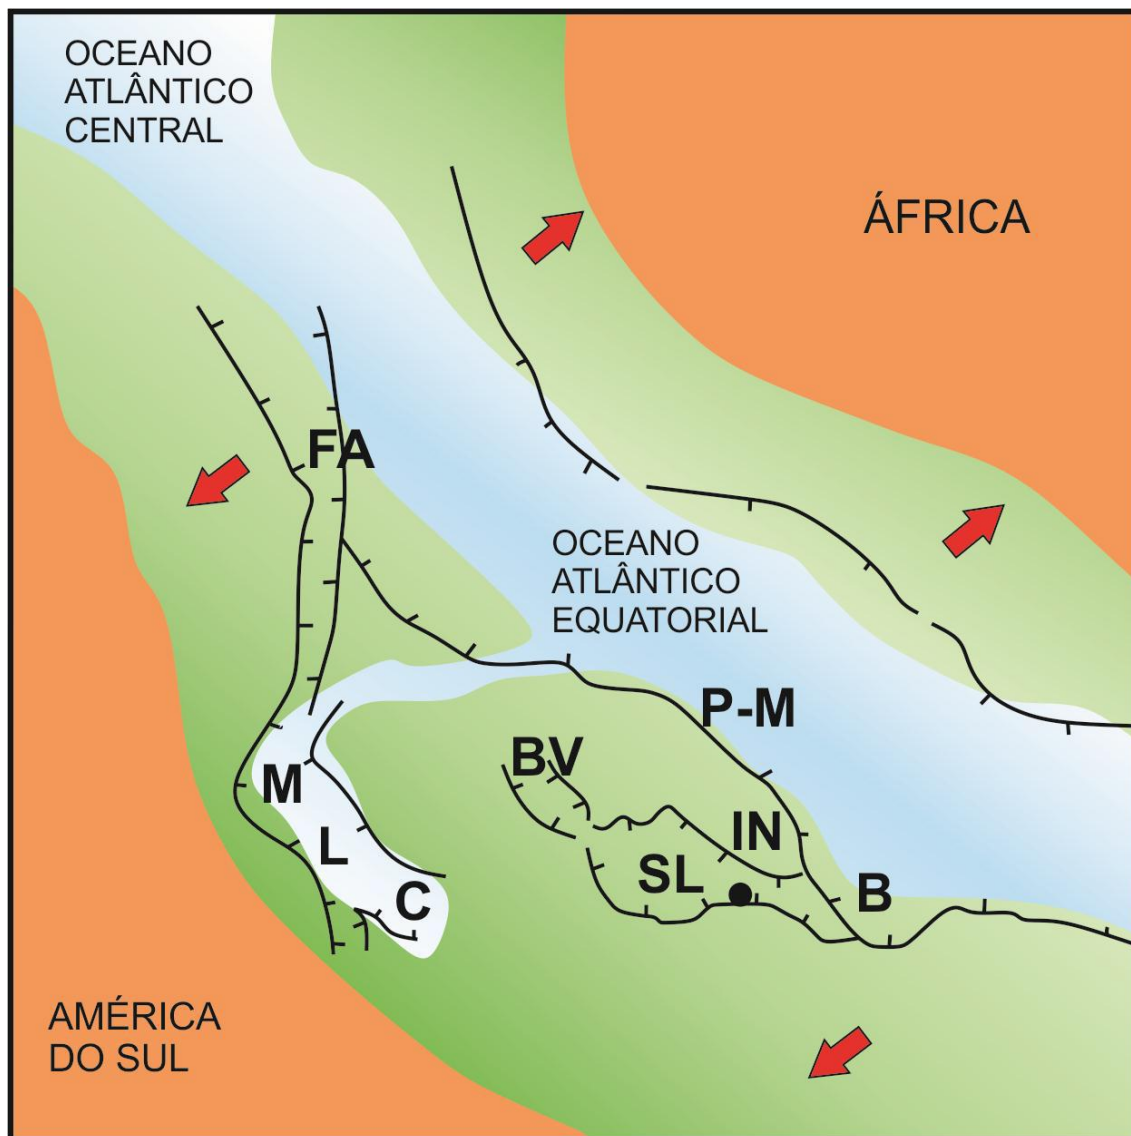 OCEANO
ATLÂNTICO
CENTRAL
ÁFRICA
FA
OCEANO
ATLÂNTICO
EQUATORIAL
P-M
BV
M
IN
L
SL
B
C
AMÉRICA
DO SUL